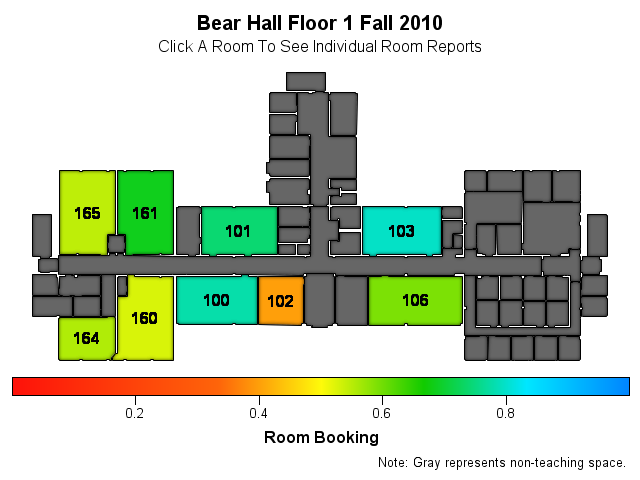 Bear Hall Floor 1 Fall 2010
Click A Room To See Individual Room Reports
165
161
101
103
100
102
106
160
164
0.2 0.4 0.6 0.8
Room Booking
Note: Gray represents non-teaching space.